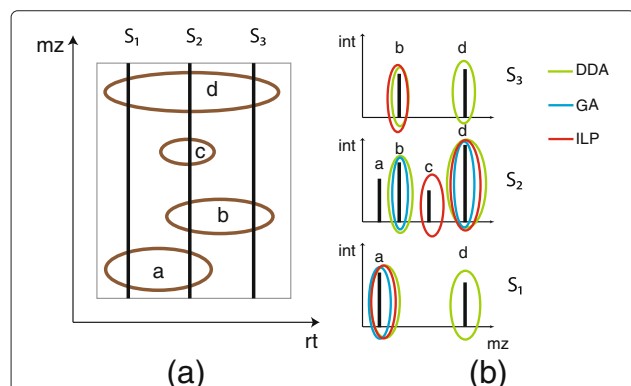 mz
S₁ S₂ S₃
d
c
b
a
rt
(a)
int
b d
S₃
DDA
GA
ILP
int
a b c d
S₂
int
a d
S₁
mz
(b)